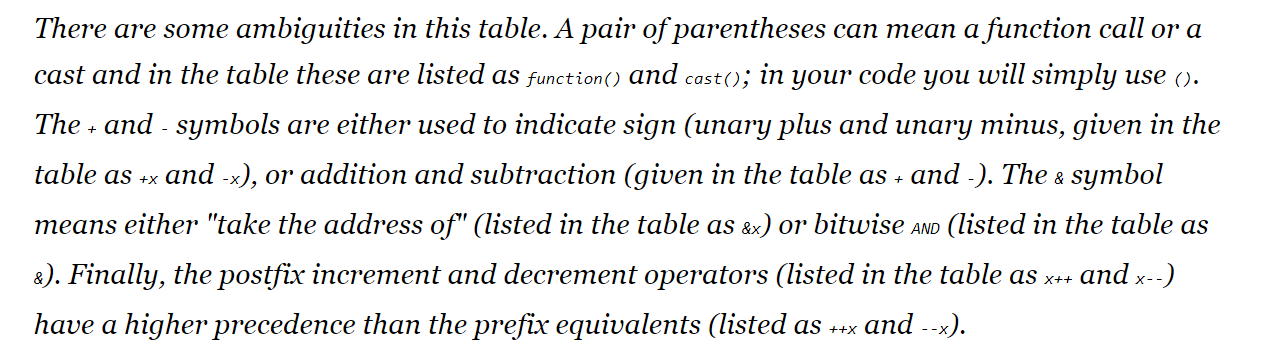 There are some ambiguities in this table. A pair of parentheses can mean a function call or a
cast and in the table these are listed as function() and cast(); in your code you will simply use ().
The + and - symbols are either used to indicate sign (unary plus and unary minus, given in the
table as +x and -x), or addition and subtraction (given in the table as + and -). The & symbol
means either "take the address of" (listed in the table as &x) or bitwise AND (listed in the table as
&). Finally, the postfix increment and decrement operators (listed in the table as x++ and x--)
have a higher precedence than the prefix equivalents (listed as ++x and --x).